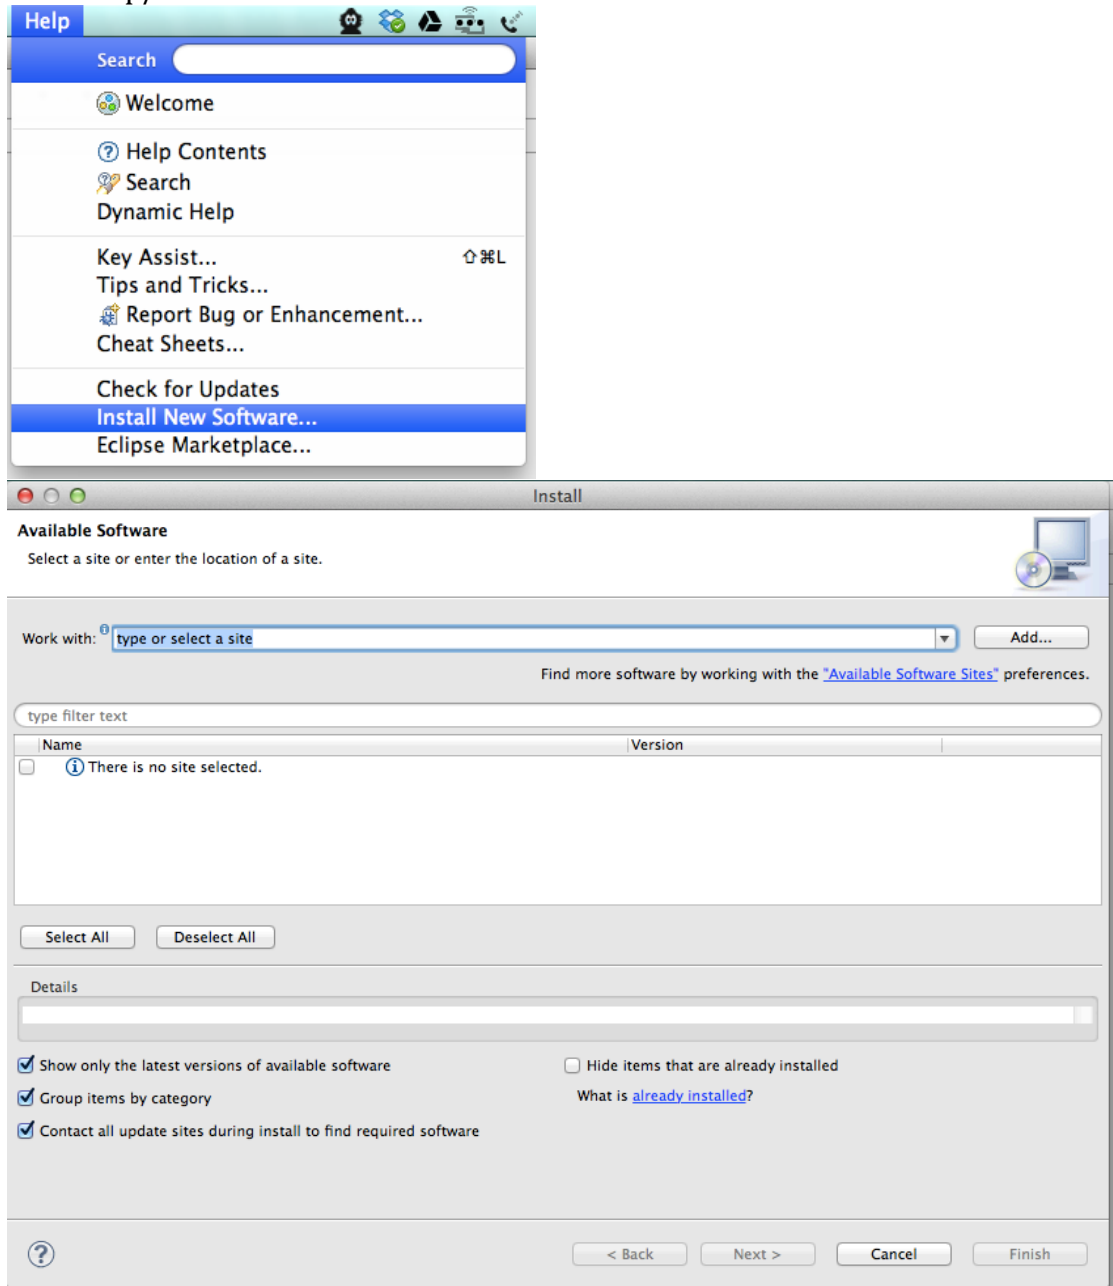 Help
Search
Welcome
Help Contents
Search
Dynamic Help
Key Assist... ⇧⌘L
Tips and Tricks...
Report Bug or Enhancement...
Cheat Sheets...
Check for Updates
Install New Software...
Eclipse Marketplace...
Install
Available Software
Select a site or enter the location of a site.
Work with: type or select a site Add...
Find more software by working with the "Available Software Sites" preferences.
type filter text
Name Version
There is no site selected.
Select All Deselect All
Details
Show only the latest versions of available software Hide items that are already installed
Group items by category What is already installed?
Contact all update sites during install to find required software
< Back Next > Cancel Finish